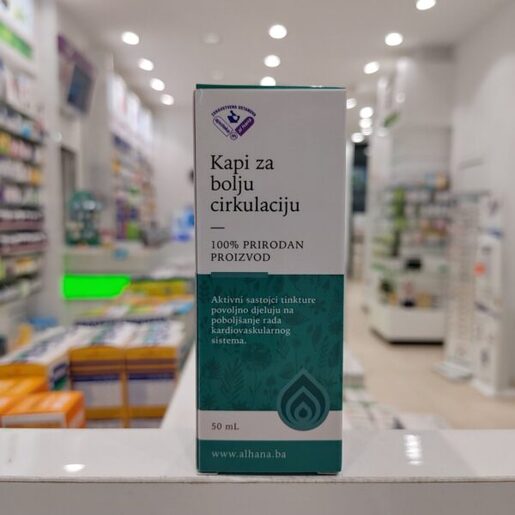 Kapi za
bolju
cirkulaciju
100% PRIRODAN
PROIZVOD
Aktivni sastojci tinkture
povoljno djeluju na
poboljšanje rada
kardiovaskularnog
sistema.
50 mL
www.alhana.ba